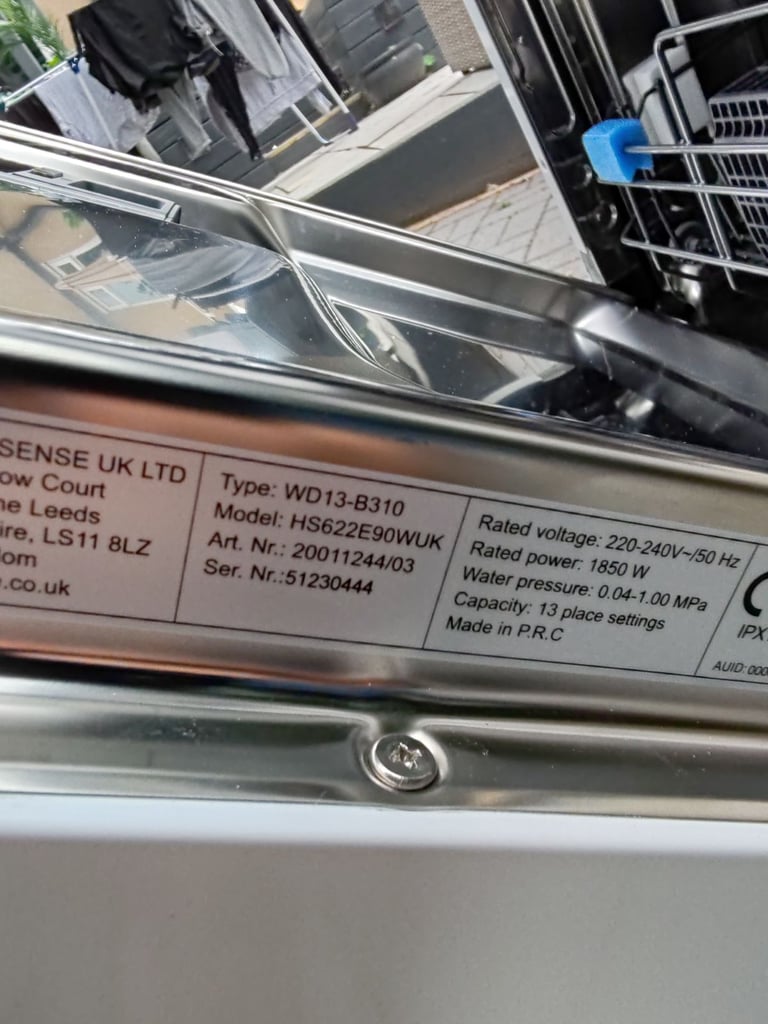 SENSE UK LTD
ow Court
ne Leeds
ire, LS11 8LZ
dom
.co.uk
Type: WD13-B310
Model: HS622E90WUK
Art. Nr.: 20011244/03
Ser. Nr.:51230444
Rated voltage: 220-240V~/50 Hz
Rated power: 1850 W
Water pressure: 0.04-1.00 MPa
Capacity: 13 place settings
Made in P.R.C
IPX
AUID:000